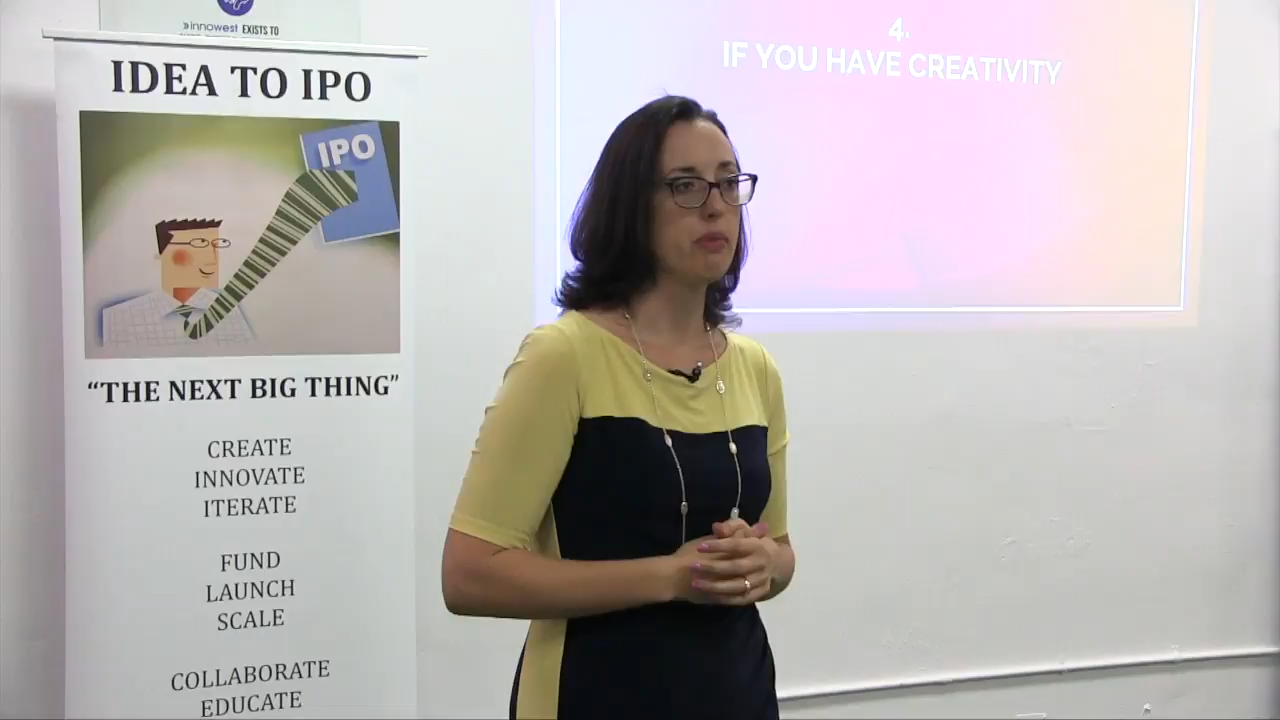 »innowest EXISTS TO
IDEA TO IPO
IPO
“THE NEXT BIG THING”
CREATE
INNOVATE
ITERATE
FUND
LAUNCH
SCALE
COLLABORATE
EDUCATE
4.
IF YOU HAVE CREATIVITY